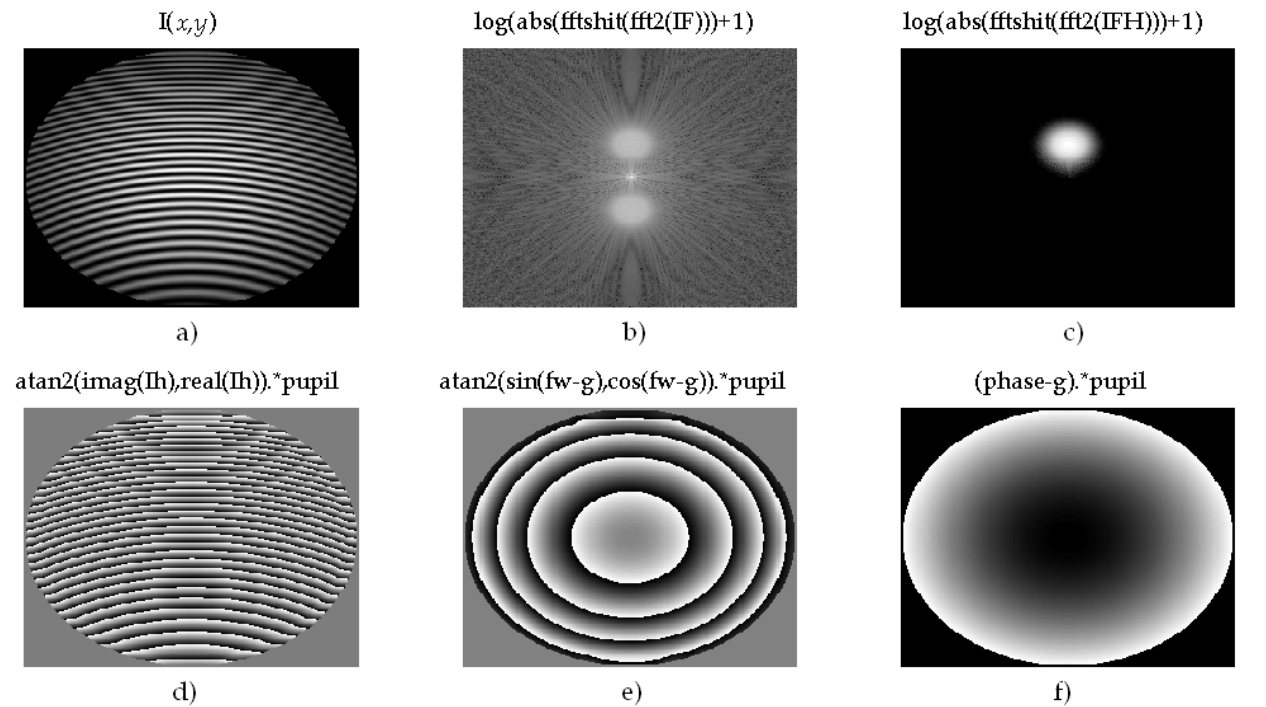 I(x,y)
log(abs(fftshit(fft2(IF)))+1)
log(abs(fftshit(fft2(IFH)))+1)
a)
b)
c)
atan2(imag(Ih),real(Ih)).*pupil
atan2(sin(fw-g),cos(fw-g)).*pupil
(phase-g).*pupil
d)
e)
f)